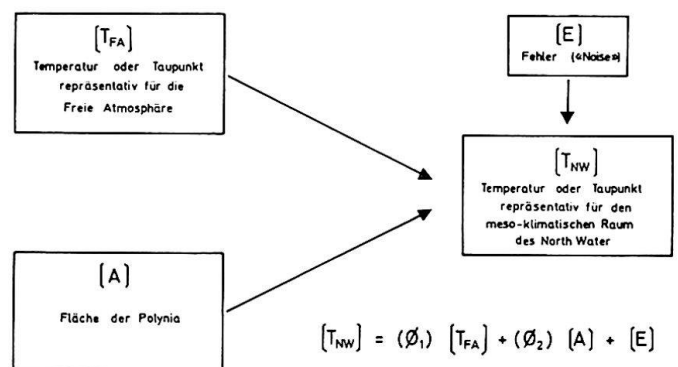 [T_FA]
Temperatur oder Taupunkt
repräsentativ für die
Freie Atmosphäre
[E]
Fehler («Noise»)
[T_NW]
Temperatur oder Taupunkt
repräsentativ für den
meso-klimatischen Raum
des North Water
[A]
Fläche der Polynia
[T_NW] = (Ø₁) [T_FA] + (Ø₂) [A] + [E]